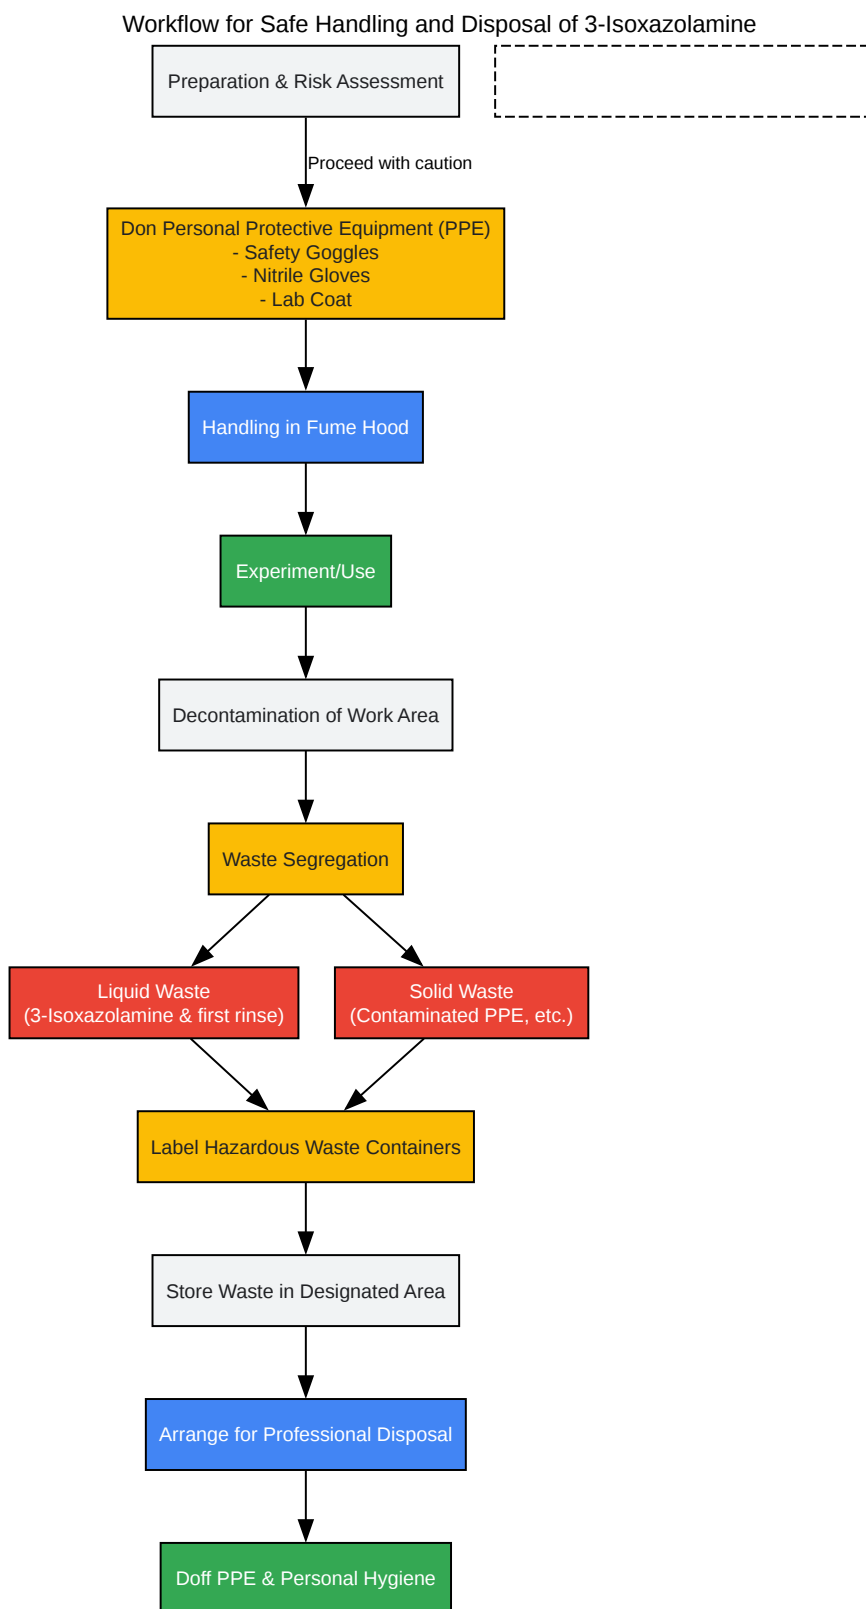 Workflow for Safe Handling and Disposal of 3-Isoxazolamine
Preparation & Risk Assessment
Proceed with caution
Don Personal Protective Equipment (PPE)
- Safety Goggles
- Nitrile Gloves
- Lab Coat
Handling in Fume Hood
Experiment/Use
Decontamination of Work Area
Waste Segregation
Liquid Waste
(3-Isoxazolamine & first rinse)
Solid Waste
(Contaminated PPE, etc.)
Label Hazardous Waste Containers
Store Waste in Designated Area
Arrange for Professional Disposal
Doff PPE & Personal Hygiene